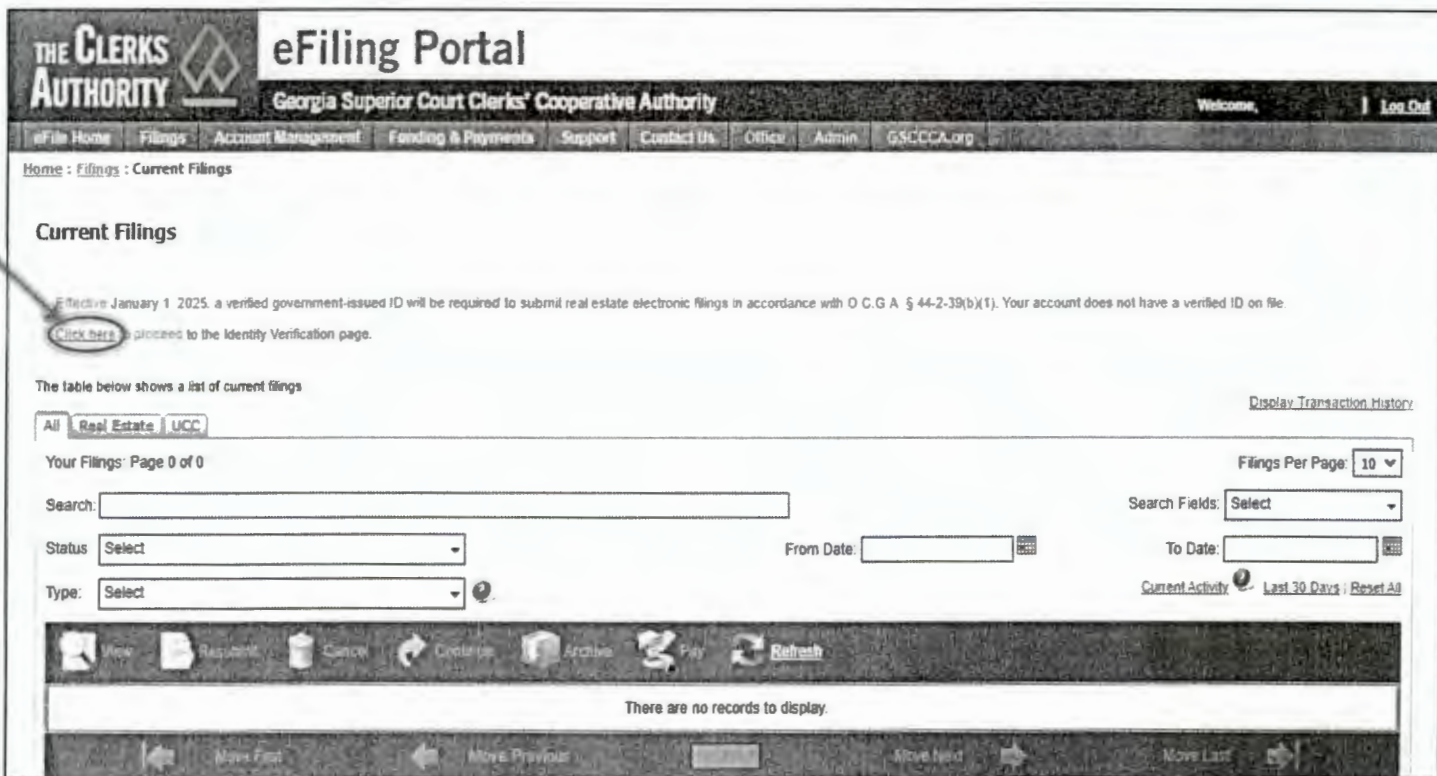 THE CLERKS
AUTHORITY
eFiling Portal
Georgia Superior Court Clerks' Cooperative Authority
Welcome, | Log Out
eFile Home Filings Account Management Funding & Payments Support Contact Us Office Admin GSCCCA.org
Home : Filings : Current Filings
Current Filings
Effective January 1 2025. a verified government-issued ID will be required to submit real estate electronic filings in accordance with O C.G A § 44-2-39(b)(1). Your account does not have a verified ID on file.
Click here to proceed to the Identity Verification page.
The table below shows a list of current filings
Display Transaction History
All Real Estate UCC
Your Filings: Page 0 of 0
Filings Per Page: 10
Search:
Search Fields: Select
Status Select
From Date:
To Date:
Type: Select
Current Activity Last 30 Days | Reset All
View Resubmit Cancel Continue Archive Pay Refresh
There are no records to display.
Move First Move Previous Move Next Move Last